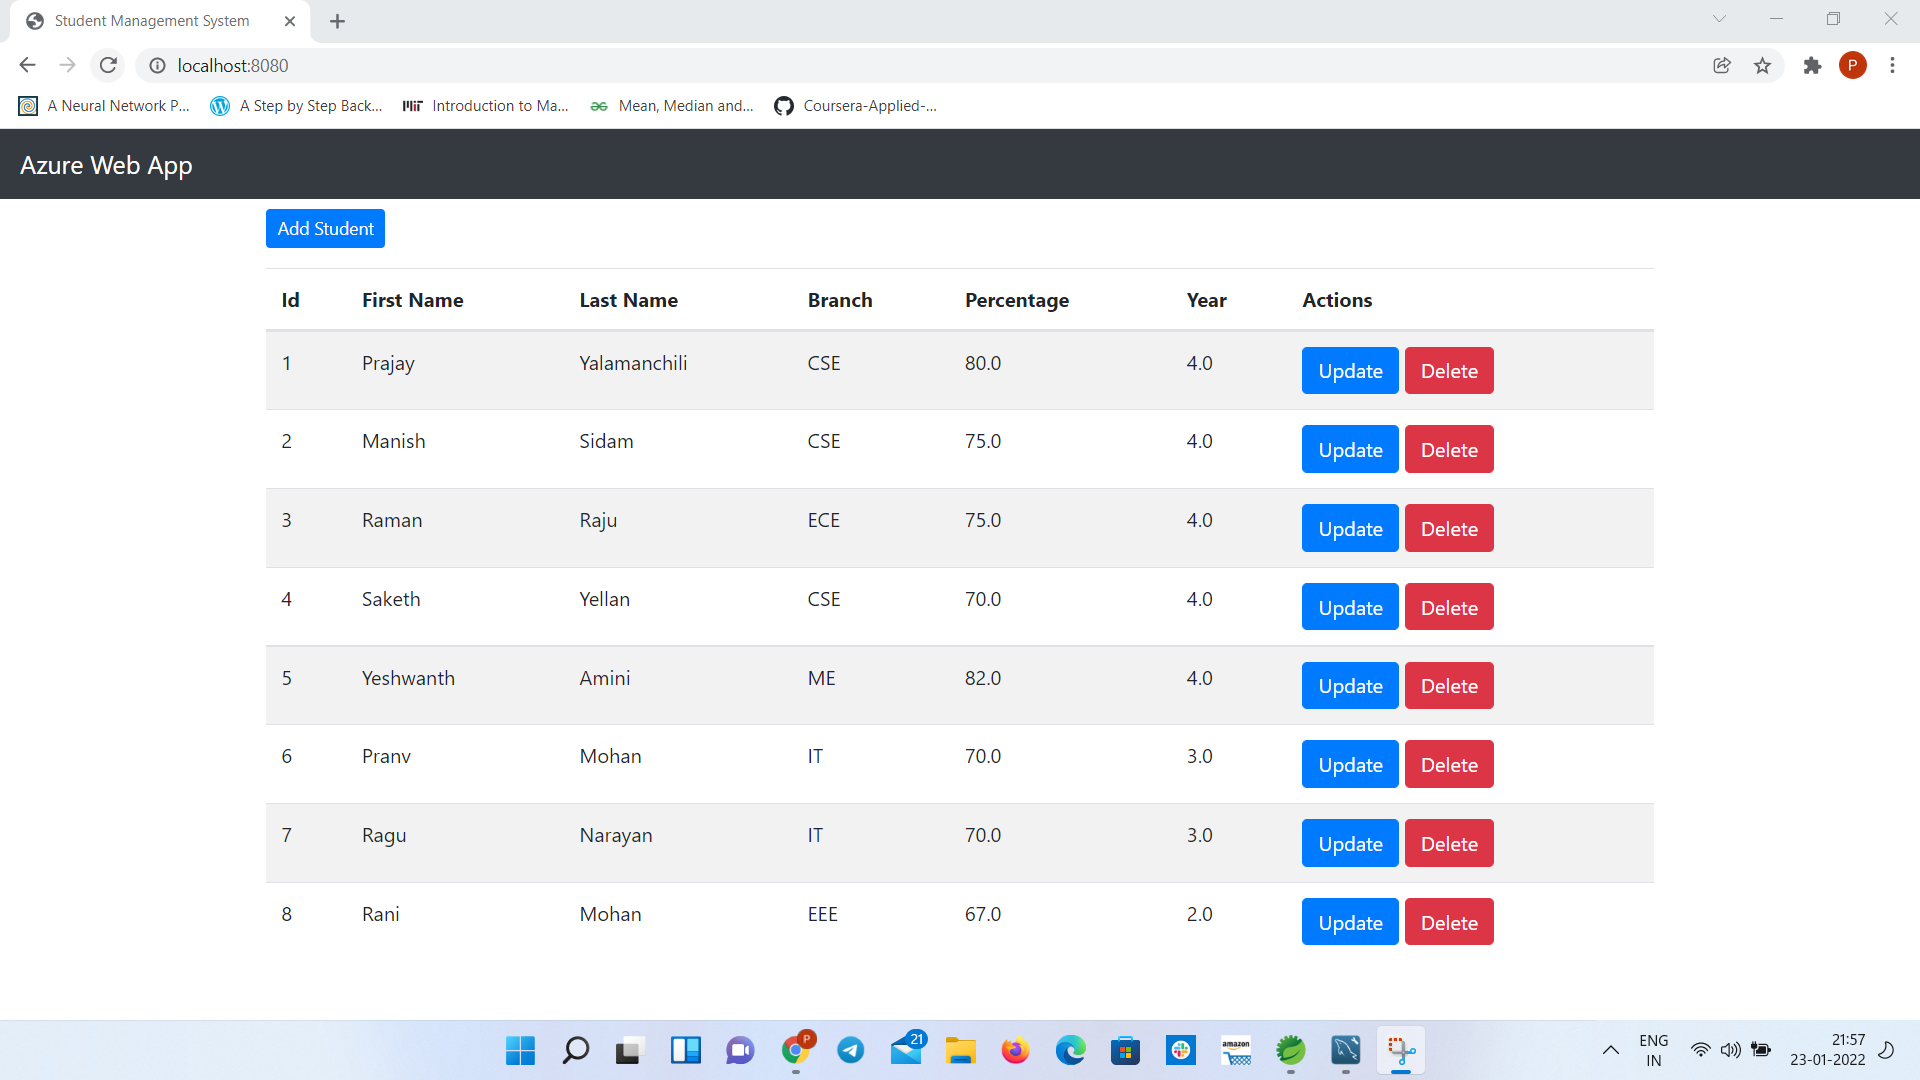 Student Management System
localhost:8080
P
A Neural Network P... A Step by Step Back... MIT Introduction to Ma... Mean, Median and... Coursera-Applied-...
Azure Web App
Add Student
Id First Name Last Name Branch Percentage Year Actions
1 Prajay Yalamanchili CSE 80.0 4.0 Update Delete
2 Manish Sidam CSE 75.0 4.0 Update Delete
3 Raman Raju ECE 75.0 4.0 Update Delete
4 Saketh Yellan CSE 70.0 4.0 Update Delete
5 Yeshwanth Amini ME 82.0 4.0 Update Delete
6 Pranv Mohan IT 70.0 3.0 Update Delete
7 Ragu Narayan IT 70.0 3.0 Update Delete
8 Rani Mohan EEE 67.0 2.0 Update Delete
P 21 amazon
ENG 21:57
IN 23-01-2022